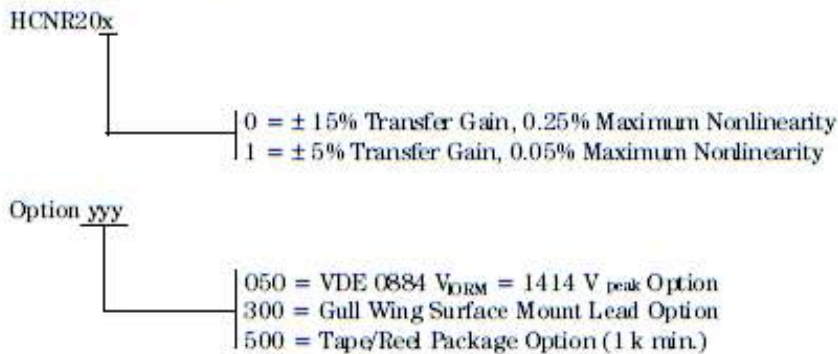 HCNR20x
0 = ± 15% Transfer Gain, 0.25% Maximum Nonlinearity
1 = ± 5% Transfer Gain, 0.05% Maximum Nonlinearity
Option yyy
050 = VDE 0884 VIORM = 1414 V peak Option
300 = Gull Wing Surface Mount Lead Option
500 = Tape/Reel Package Option (1 k min.)